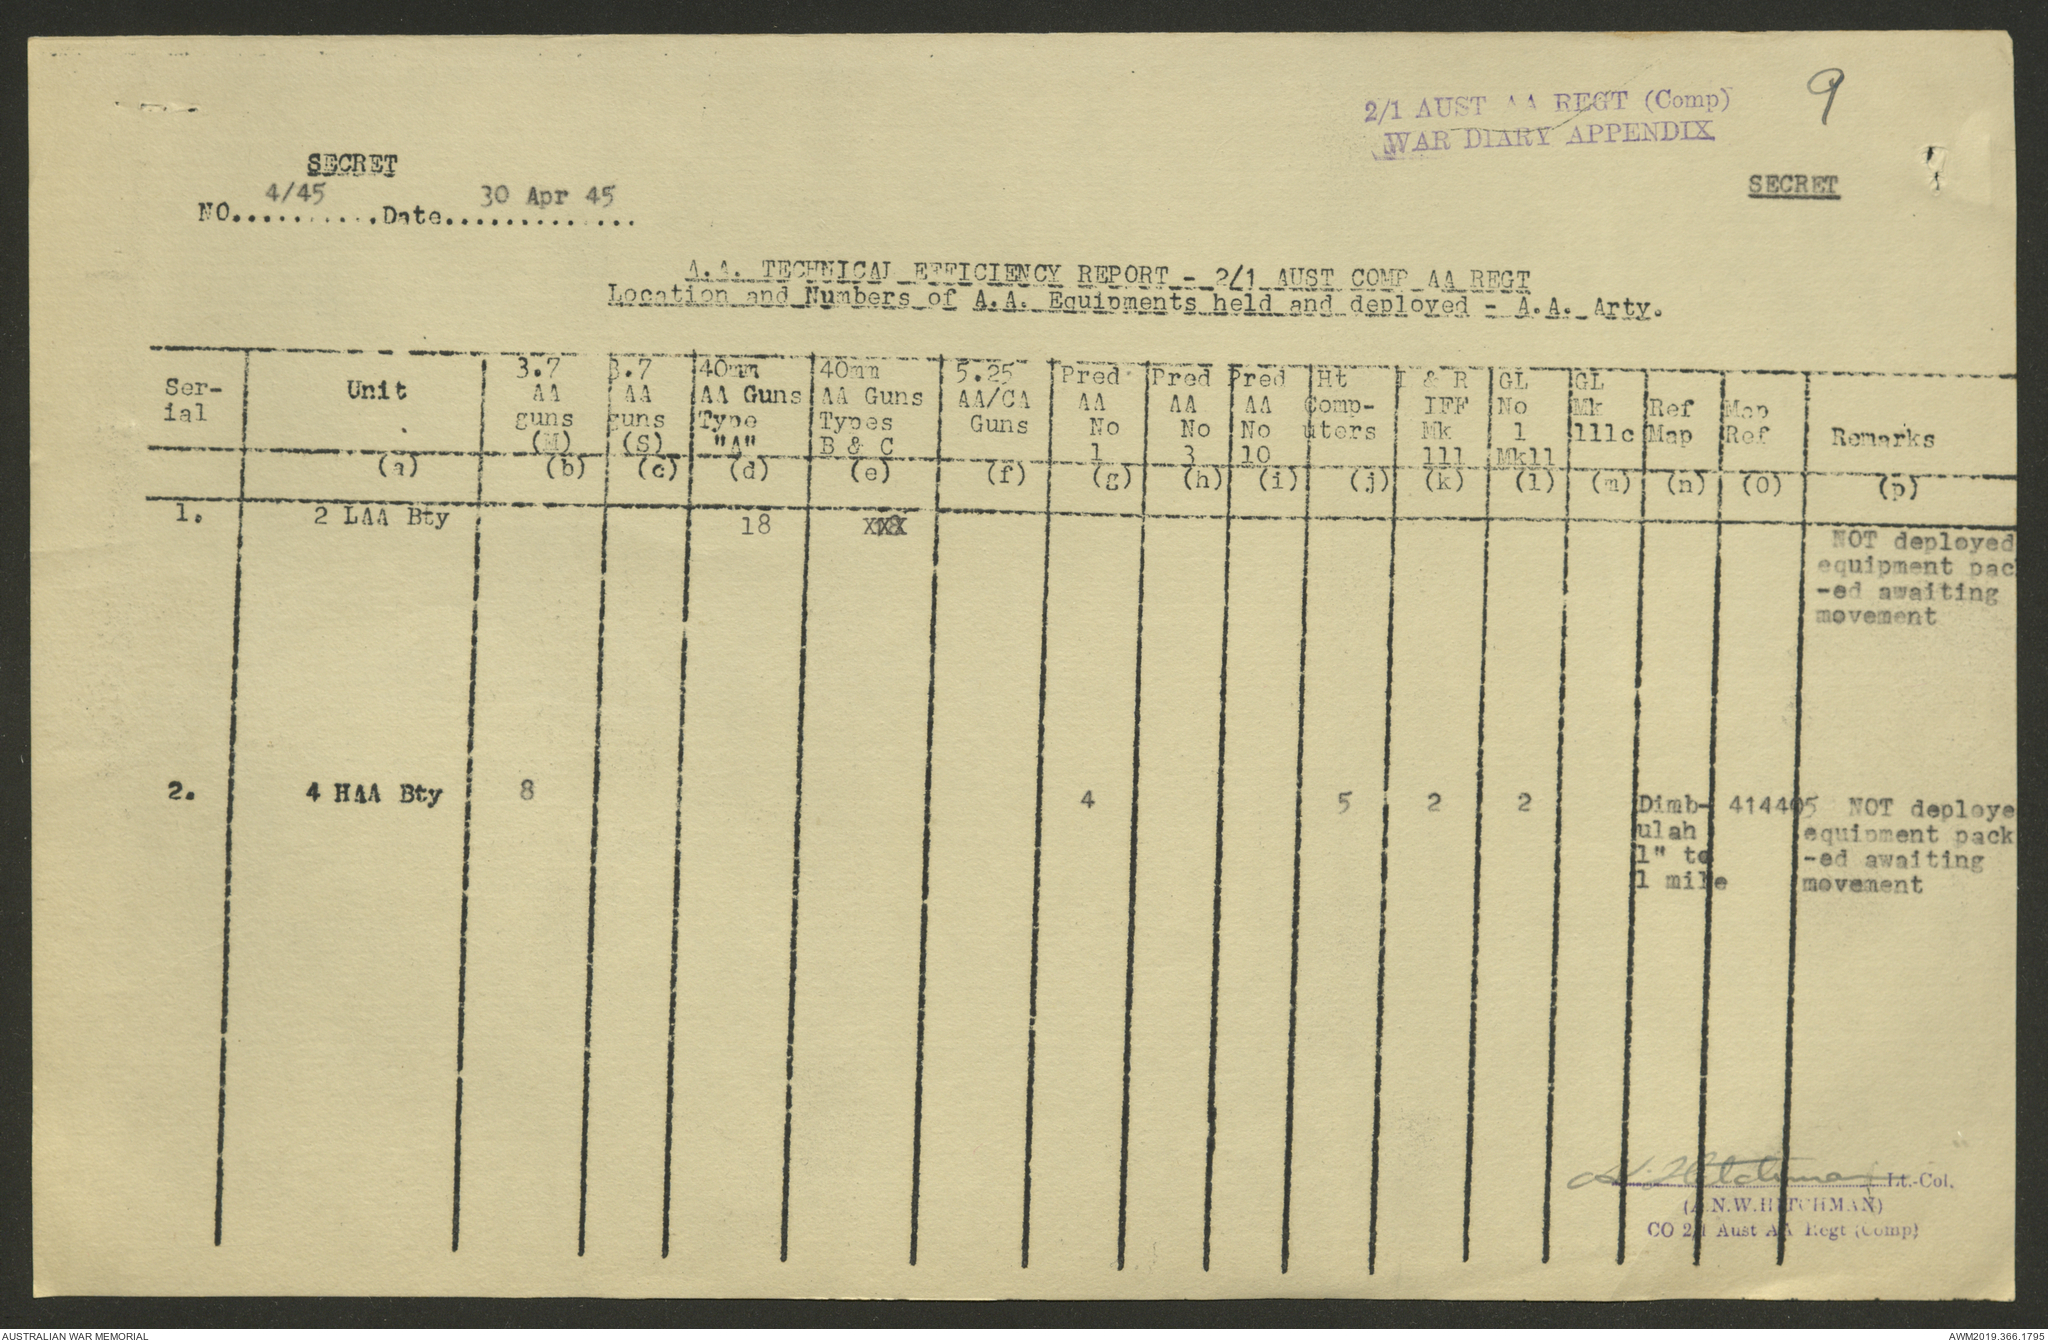 2/1 AUST AA REGT (Comp)
WAR DIARY APPENDIX
9
SECRET
SECRET
NO. 4/45 Date 30 Apr 45
A.A. TECHNICAL EFFICIENCY REPORT - 2/1 AUST COMP AA REGT
Location and Numbers of A.A. Equipments held and deployed - A.A. Arty.
Ser-
ial
Unit
(a)
3.7
AA
guns
(M)
(b)
3.7
AA
guns
(S)
(c)
40mm
AA Guns
Type
"A"
(d)
40mm
AA Guns
Types
B & C
(e)
5.25
AA/CA
Guns
(f)
Pred
AA
No
1
(g)
Pred
AA
No
3
(h)
Pred
AA
No
10
(i)
Ht
Comp-
uters
(j)
I & R
IFF
Mk
111
(k)
GL
No
1
Mk11
(l)
GL
Mk
111c
(m)
Ref
Map
(n)
Map
Ref
(O)
Remarks
(p)
1. 2 LAA Bty 18 XXX
NOT deployed
equipment pack
-ed awaiting
movement
2. 4 HAA Bty 8 4 5 2 2
Dimb-
ulah
1" to
1 mile
414405
NOT deploye
equipment pack
-ed awaiting
movement
Lt.-Col.
(A.N.W.HITCHMAN)
CO 2/1 Aust AA Regt (Comp)
AUSTRALIAN WAR MEMORIAL
AWM2019.366.1795